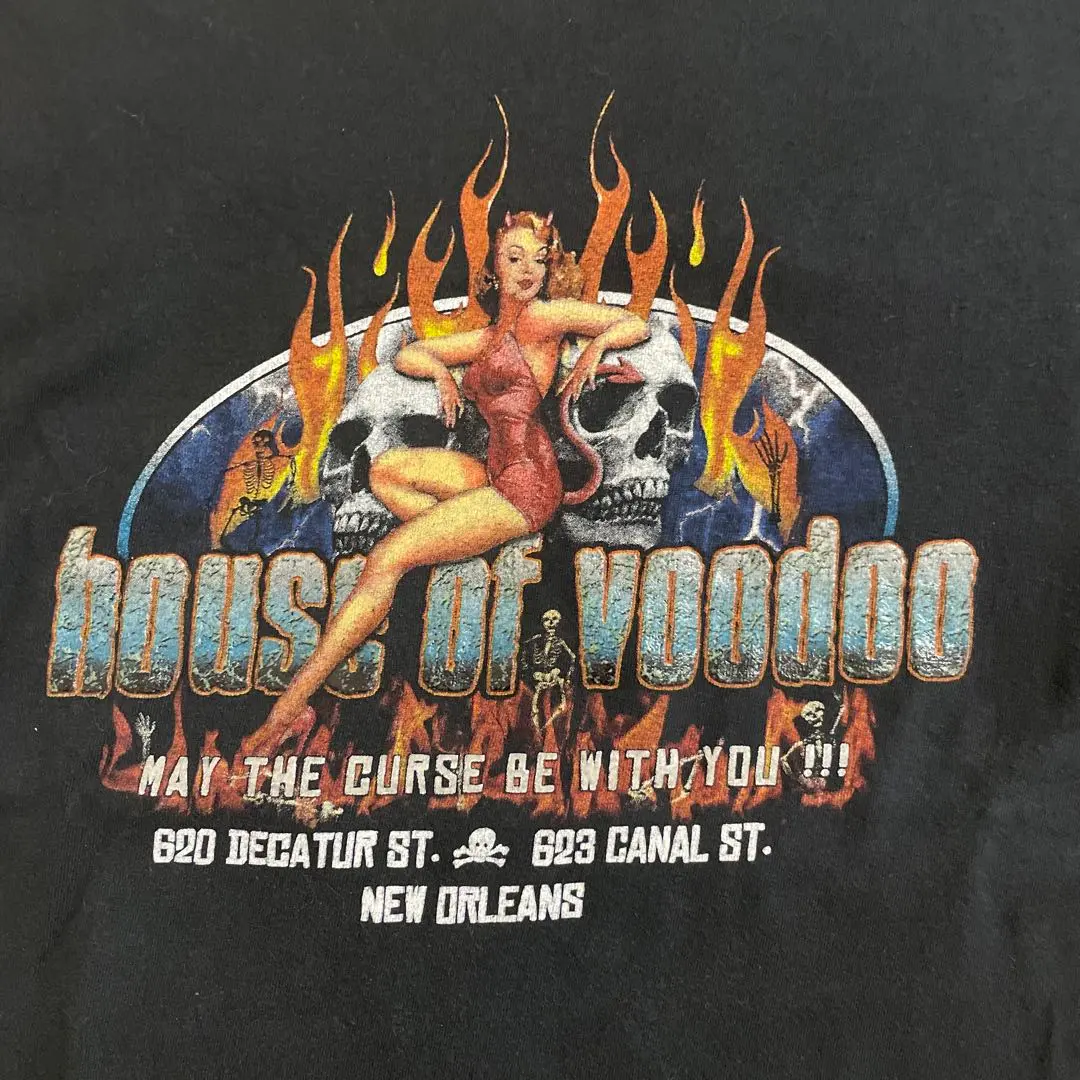 house of voodoo
MAY THE CURSE BE WITH YOU !!!
620 DECATUR ST. 623 CANAL ST.
NEW ORLEANS